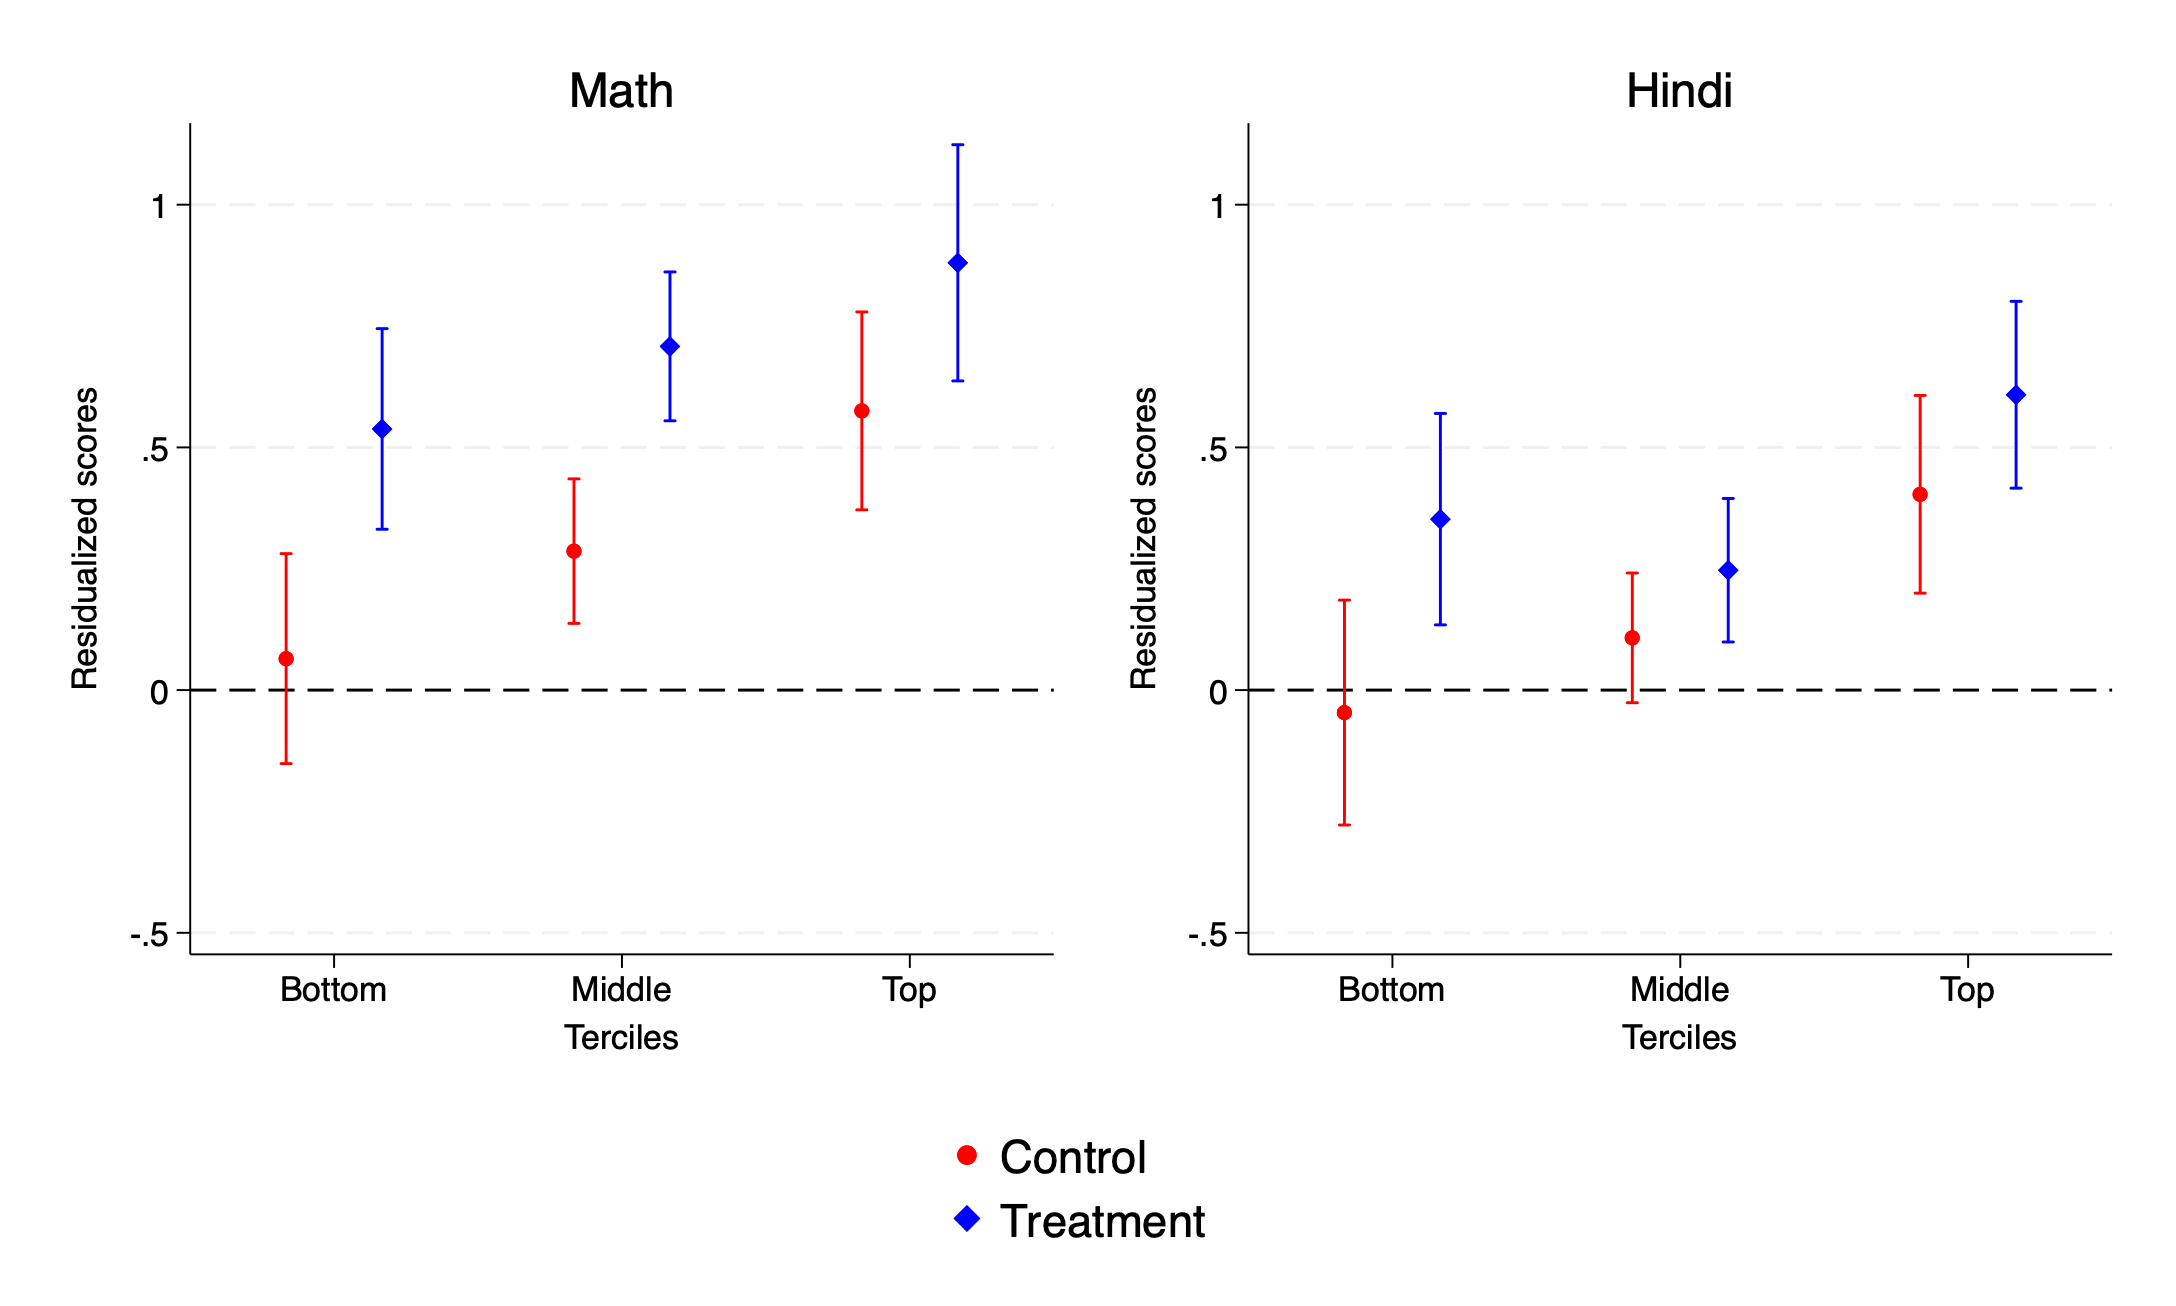 Math
Residualized scores
1
.5
0
-.5
Bottom Middle Top
Terciles
Hindi
Residualized scores
1
.5
0
-.5
Bottom Middle Top
Terciles
Control
Treatment